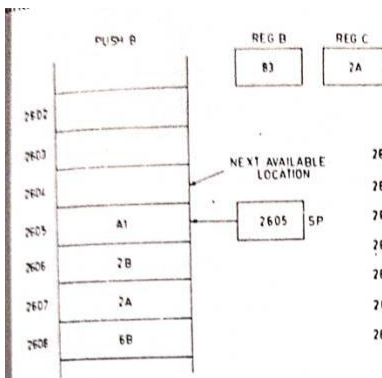 PUSH B
REG B
REG C
83
2A
2602
2603
2604
NEXT AVAILABLE
LOCATION
2605
A1
2605
SP
2606
2B
2607
2A
2608
6B